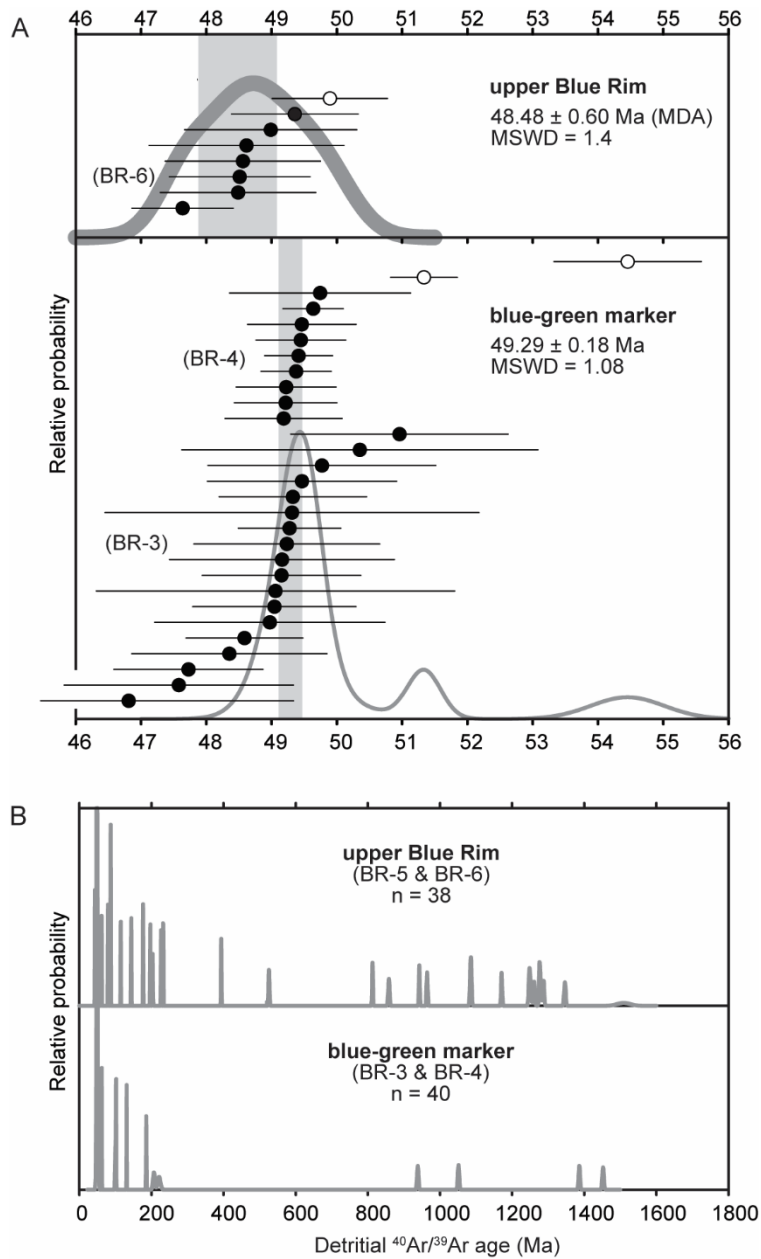 A
46 47 48 49 50 51 52 53 54 55 56
upper Blue Rim
48.48 ± 0.60 Ma (MDA)
MSWD = 1.4
(BR-6)
blue-green marker
49.29 ± 0.18 Ma
MSWD = 1.08
(BR-4)
(BR-3)
Relative probability
46 47 48 49 50 51 52 53 54 55 56
B
upper Blue Rim
(BR-5 & BR-6)
n = 38
blue-green marker
(BR-3 & BR-4)
n = 40
Relative probability
0 200 400 600 800 1000 1200 1400 1600 1800
Detritial ⁴⁰Ar/³⁹Ar age (Ma)